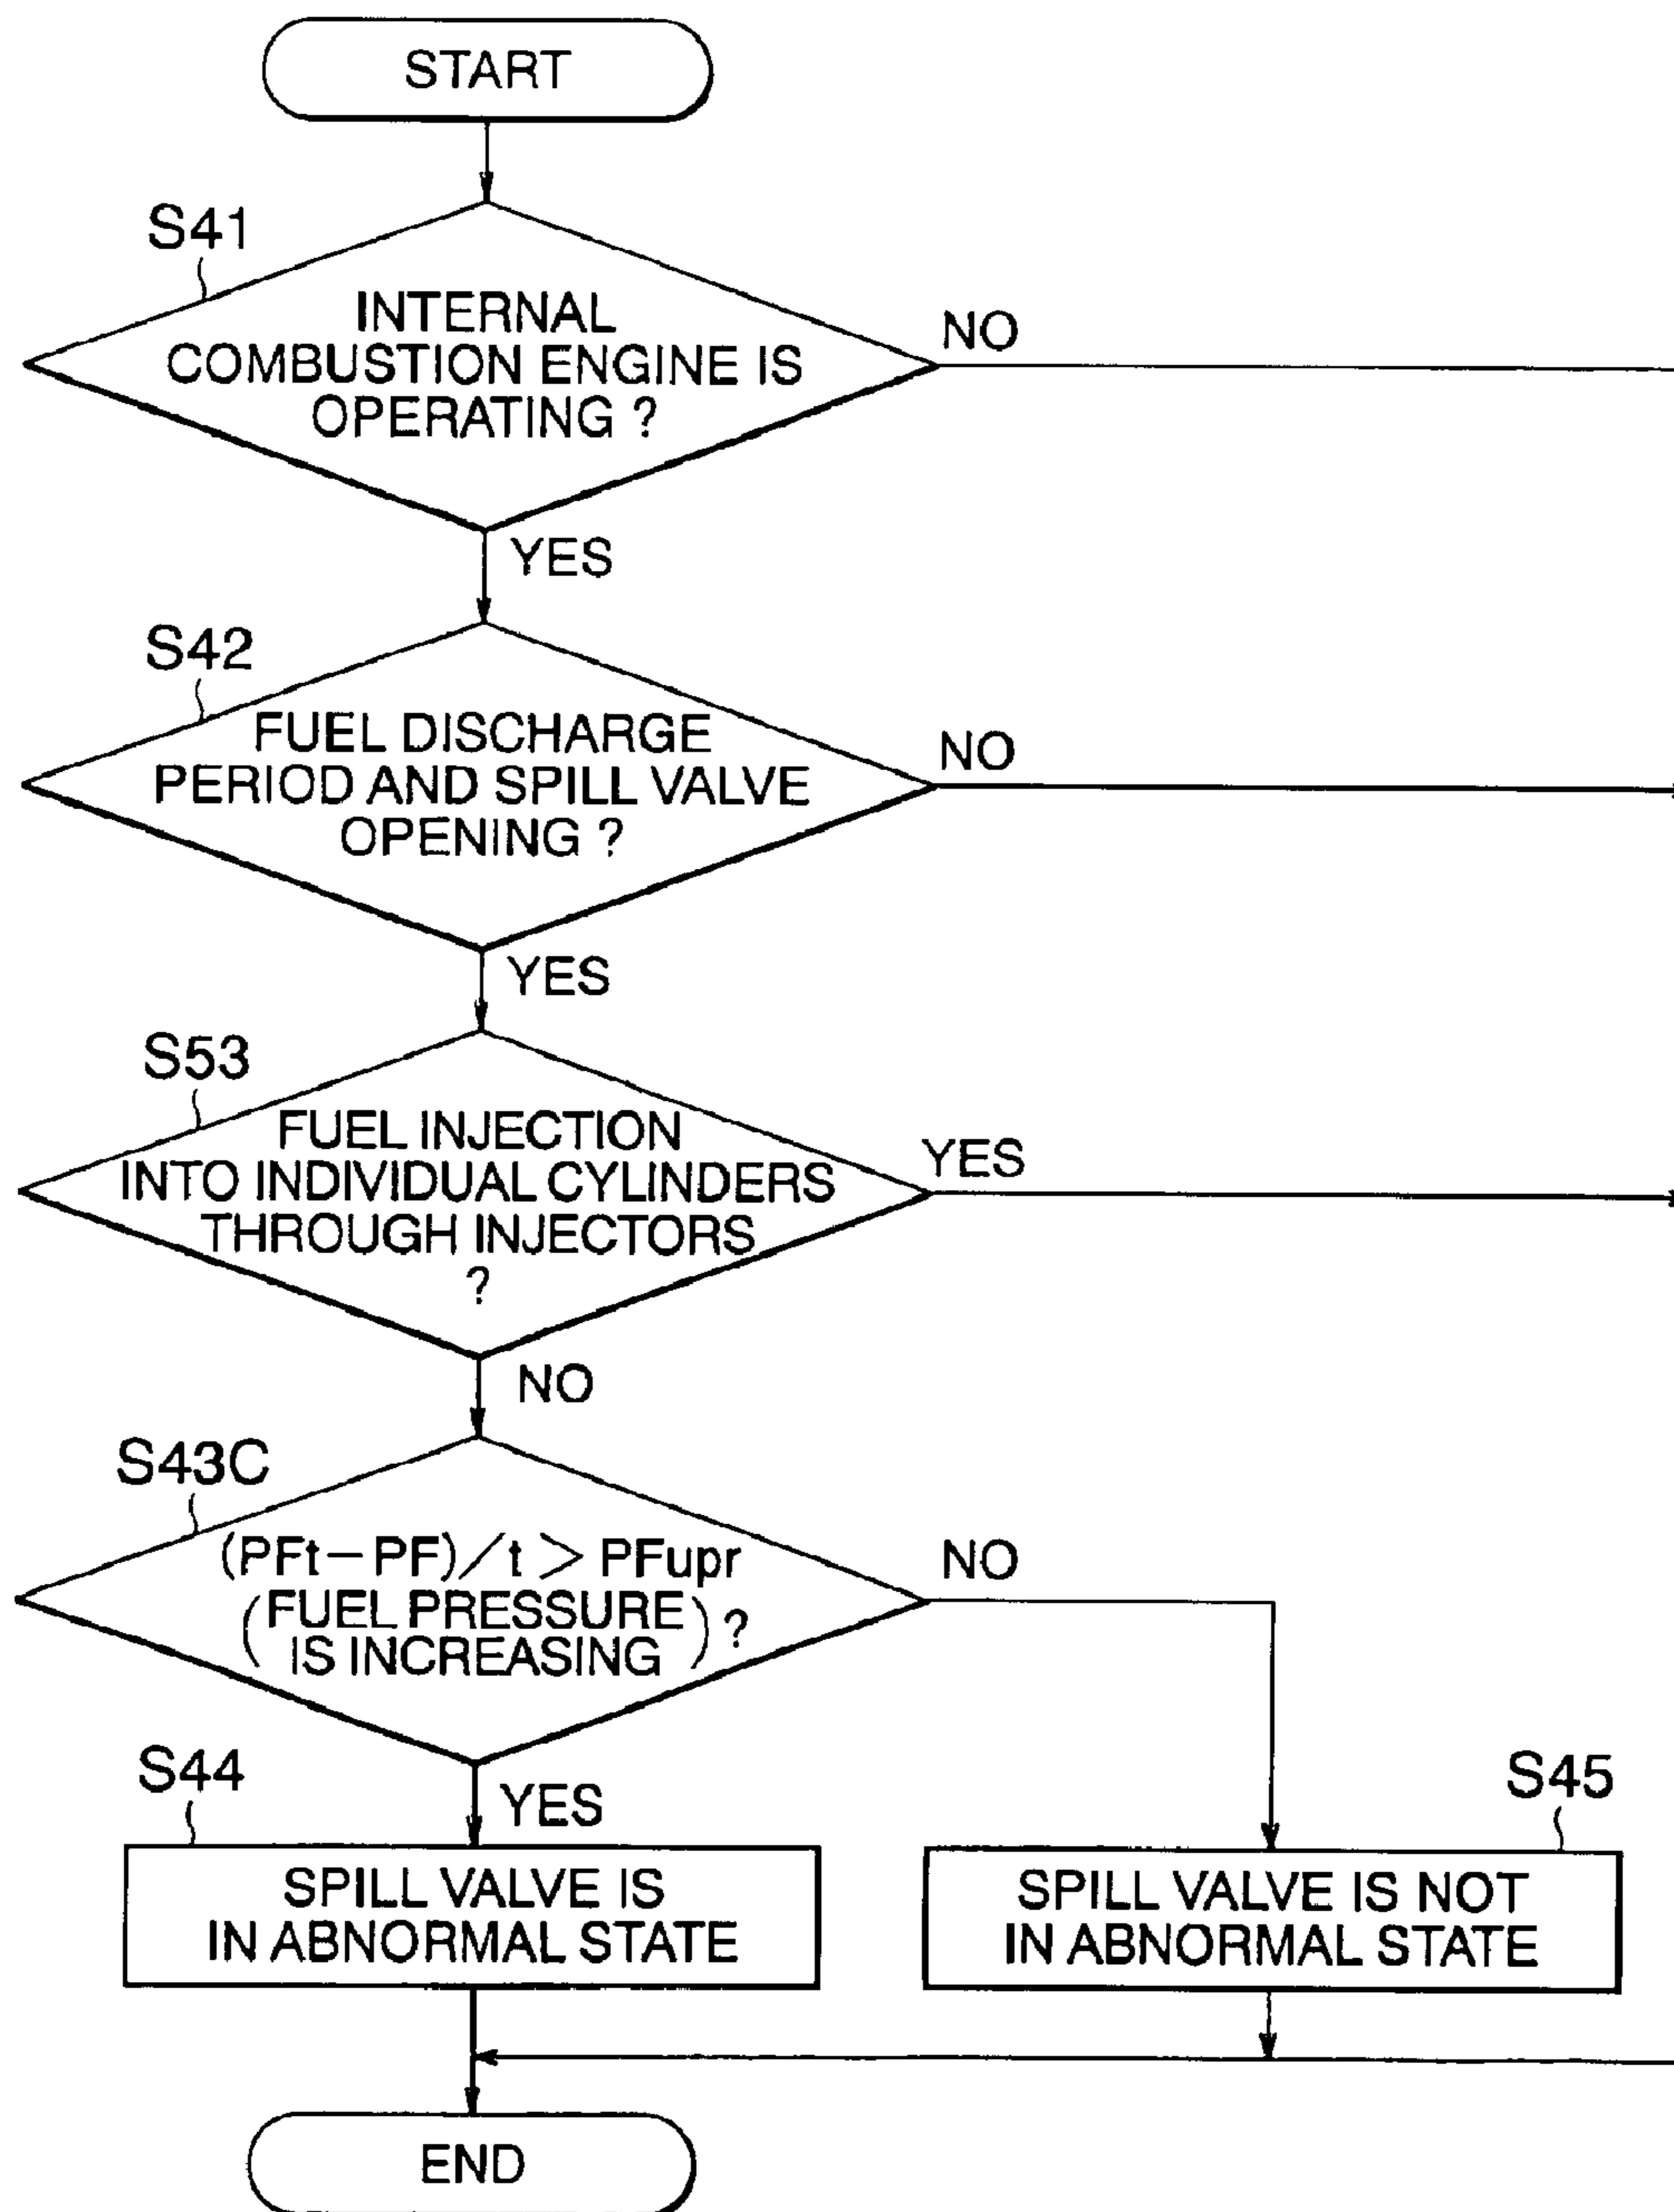 START
S41
INTERNAL
COMBUSTION ENGINE IS
OPERATING ?
NO
YES
S42
FUEL DISCHARGE
PERIOD AND SPILL VALVE
OPENING ?
NO
YES
S53
FUEL INJECTION
INTO INDIVIDUAL CYLINDERS
THROUGH INJECTORS
?
YES
NO
S43C
(PFt−PF)/t > PFupr
(FUEL PRESSURE
IS INCREASING) ?
NO
YES
S44
SPILL VALVE IS
IN ABNORMAL STATE
S45
SPILL VALVE IS NOT
IN ABNORMAL STATE
END